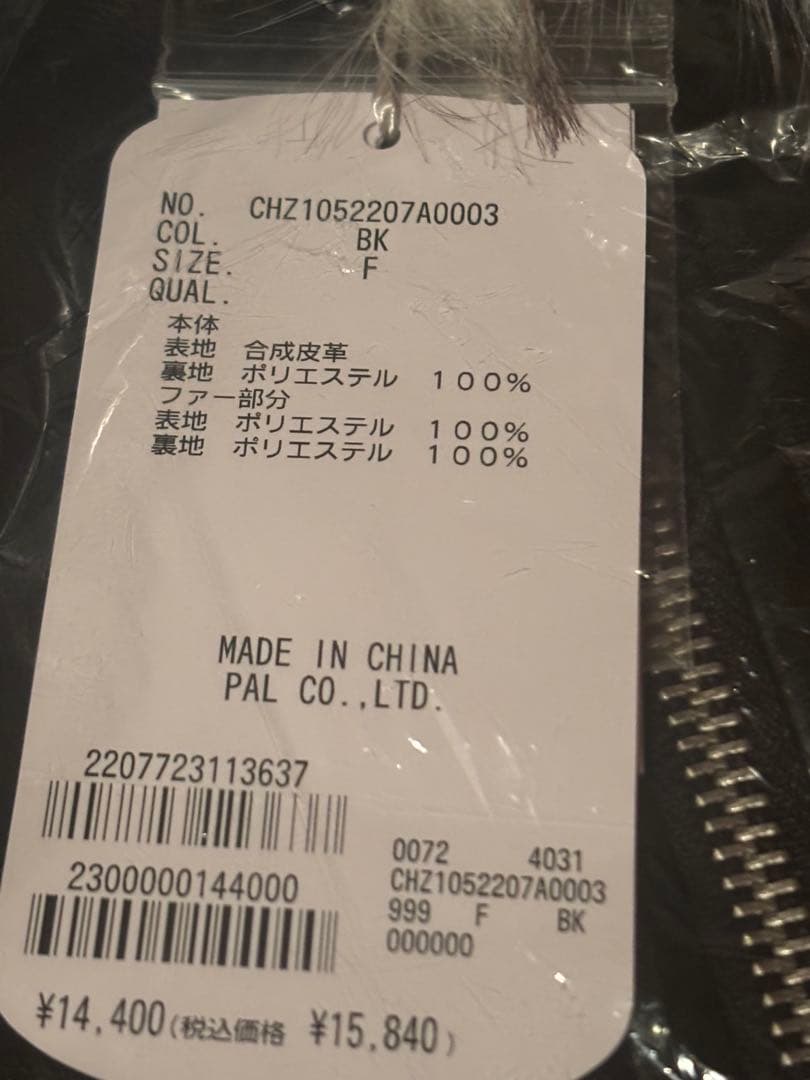 NO. CHZ1052207A0003
COL. BK
SIZE. F
QUAL.
本体
表地 合成皮革
裏地 ポリエステル 100%
ファー部分
表地 ポリエステル 100%
裏地 ポリエステル 100%
MADE IN CHINA
PAL CO.,LTD.
2207723113637
2300000144000
0072 4031
CHZ1052207A0003
999 F BK
000000
¥14,400(税込価格 ¥15,840)